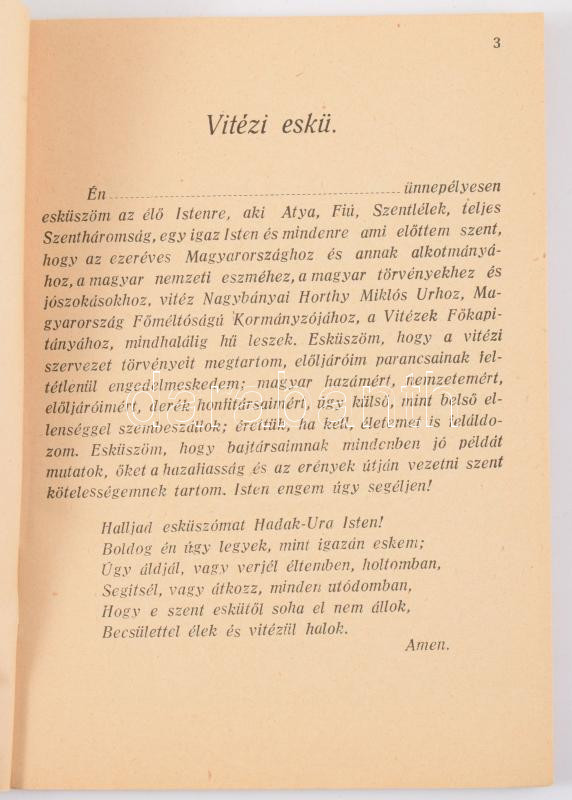 3
Vitézi eskü.
Én ünnepélyesen
esküszöm az élő Istenre, aki Atya, Fiú, Szentlélek, teljes
Szentháromság, egy igaz Isten és mindenre ami előttem szent,
hogy az ezeréves Magyarországhoz és annak alkotmányá-
hoz, a magyar nemzeti eszméhez, a magyar törvényekhez és
jószokásokhoz, vitéz Nagybányai Horthy Miklós Urhoz, Ma-
gyarország Főméltóságú Kormányzójához, a Vitézek Főkapi-
tányához, mindhalálig hű leszek. Esküszöm, hogy a vitézi
szervezet törvényeit megtartom, előljáróim parancsainak fel-
tétlenül engedelmeskedem; magyar hazámért, nemzetemért,
előljáróimért, derék honfitársaimért, úgy külső, mint belső el-
lenséggel szembeszállok; érettük, ha kell, életemet is feláldo-
zom. Esküszöm, hogy bajtársaimnak mindenben jó példát
mutatok, őket a hazafiasság és az erények útján vezetni szent
kötelességemnek tartom. Isten engem úgy segéljen!
Halljad esküszómat Hadak-Ura Isten!
Boldog én úgy legyek, mint igazán eskem;
Úgy áldjál, vagy verjél éltemben, holtomban,
Segitsél, vagy átkozz, minden utódomban,
Hogy e szent eskütől soha el nem állok,
Becsülettel élek és vitézül halok.
Amen.